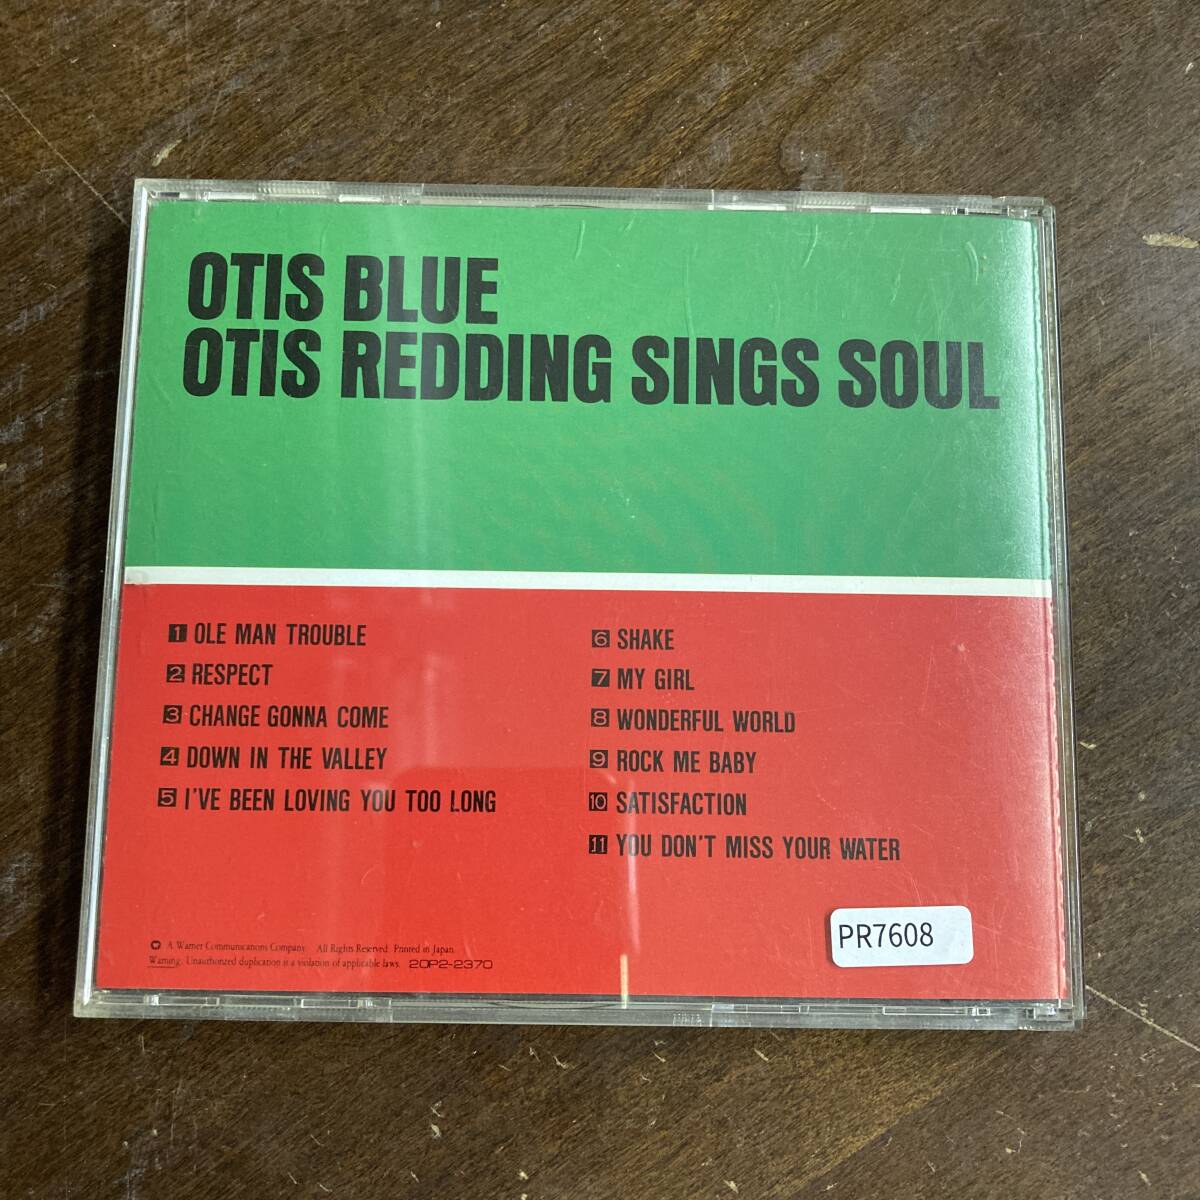 OTIS BLUE
OTIS REDDING SINGS SOUL
1 OLE MAN TROUBLE
2 RESPECT
3 CHANGE GONNA COME
4 DOWN IN THE VALLEY
5 I'VE BEEN LOVING YOU TOO LONG
6 SHAKE
7 MY GIRL
8 WONDERFUL WORLD
9 ROCK ME BABY
10 SATISFACTION
11 YOU DON'T MISS YOUR WATER
PR7608
A Warner Communications Company. All Rights Reserved. Printed in Japan.
Warning. Unauthorized duplication is a violation of applicable laws. 20P2-2370